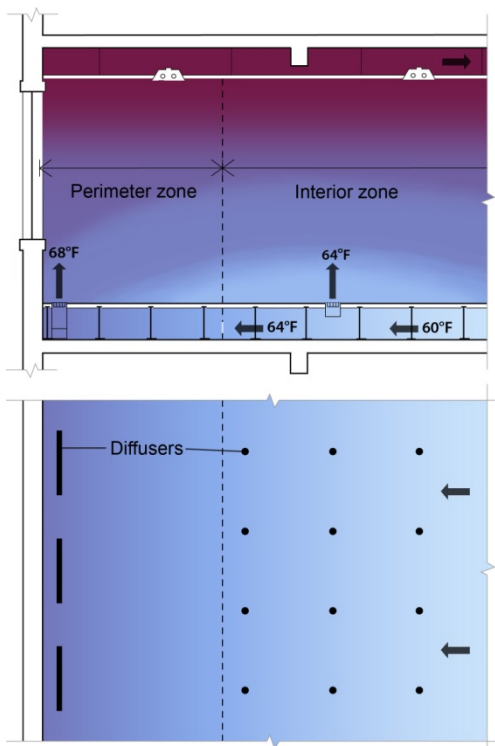 Perimeter zone
Interior zone
68°F
64°F
64°F
60°F
Diffusers